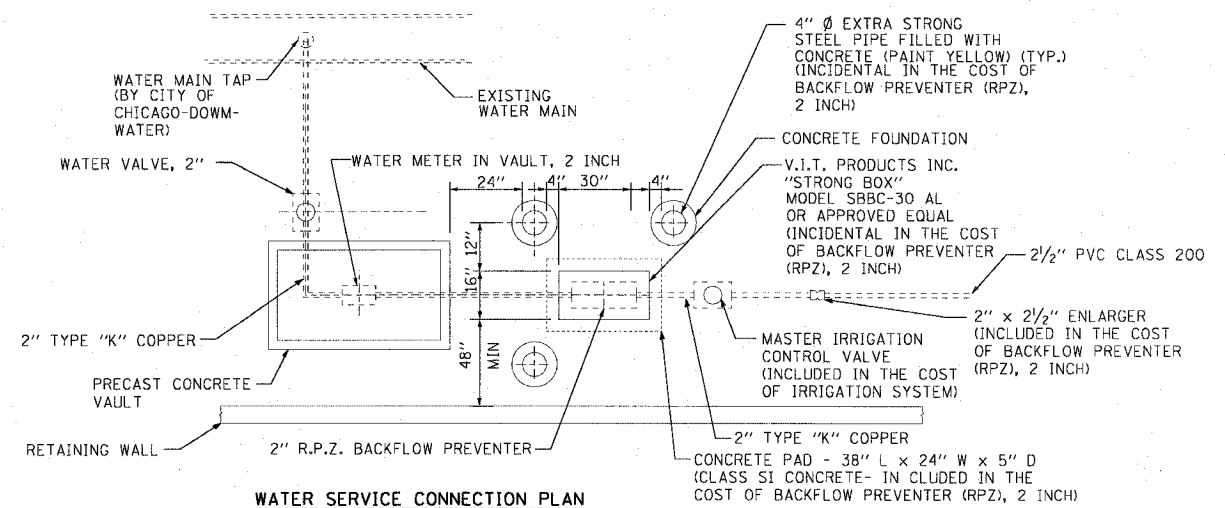 4" Ø EXTRA STRONG
STEEL PIPE FILLED WITH
CONCRETE (PAINT YELLOW) (TYP.)
(INCIDENTAL IN THE COST OF
BACKFLOW PREVENTER (RPZ),
2 INCH)
WATER MAIN TAP
(BY CITY OF
CHICAGO-DOWM-
WATER)
EXISTING
WATER MAIN
CONCRETE FOUNDATION
WATER VALVE, 2"
WATER METER IN VAULT, 2 INCH
V.I.T. PRODUCTS INC.
"STRONG BOX"
MODEL SBBC-30 AL
OR APPROVED EQUAL
(INCIDENTAL IN THE COST
OF BACKFLOW PREVENTER
(RPZ), 2 INCH)
24"
4"
30"
4"
12"
16"
48"
MIN
2½" PVC CLASS 200
2" TYPE "K" COPPER
2" x 2½" ENLARGER
(INCLUDED IN THE COST
OF BACKFLOW PREVENTER
(RPZ), 2 INCH)
MASTER IRRIGATION
CONTROL VALVE
(INCLUDED IN THE COST
OF IRRIGATION SYSTEM)
PRECAST CONCRETE
VAULT
RETAINING WALL
2" R.P.Z. BACKFLOW PREVENTER
2" TYPE "K" COPPER
CONCRETE PAD - 38" L x 24" W x 5" D
(CLASS SI CONCRETE- IN CLUDED IN THE
COST OF BACKFLOW PREVENTER (RPZ), 2 INCH)
WATER SERVICE CONNECTION PLAN